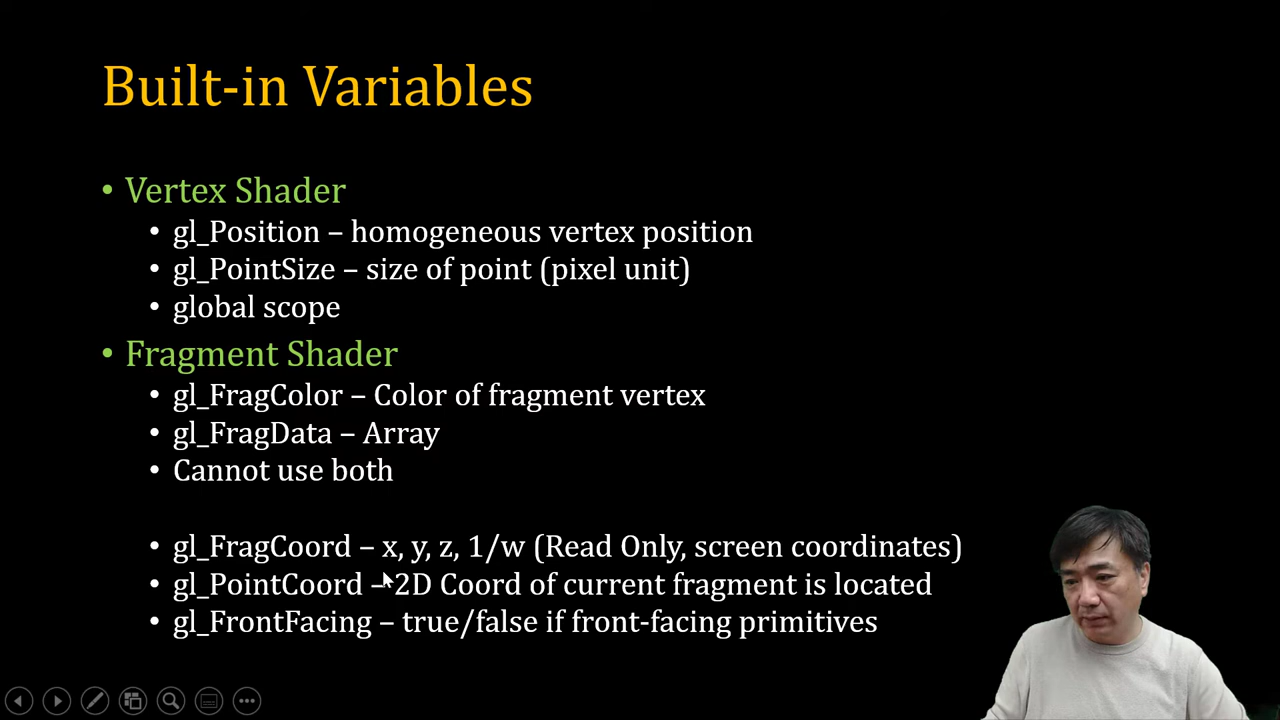 Built-in Variables
• Vertex Shader
• gl_Position – homogeneous vertex position
• gl_PointSize – size of point (pixel unit)
• global scope
• Fragment Shader
• gl_FragColor – Color of fragment vertex
• gl_FragData – Array
• Cannot use both
• gl_FragCoord – x, y, z, 1/w (Read Only, screen coordinates)
• gl_PointCoord – 2D Coord of current fragment is located
• gl_FrontFacing – true/false if front-facing primitives